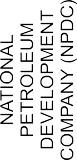 NATIONAL
PETROLEUM
DEVELOPMENT
COMPANY (NPDC)